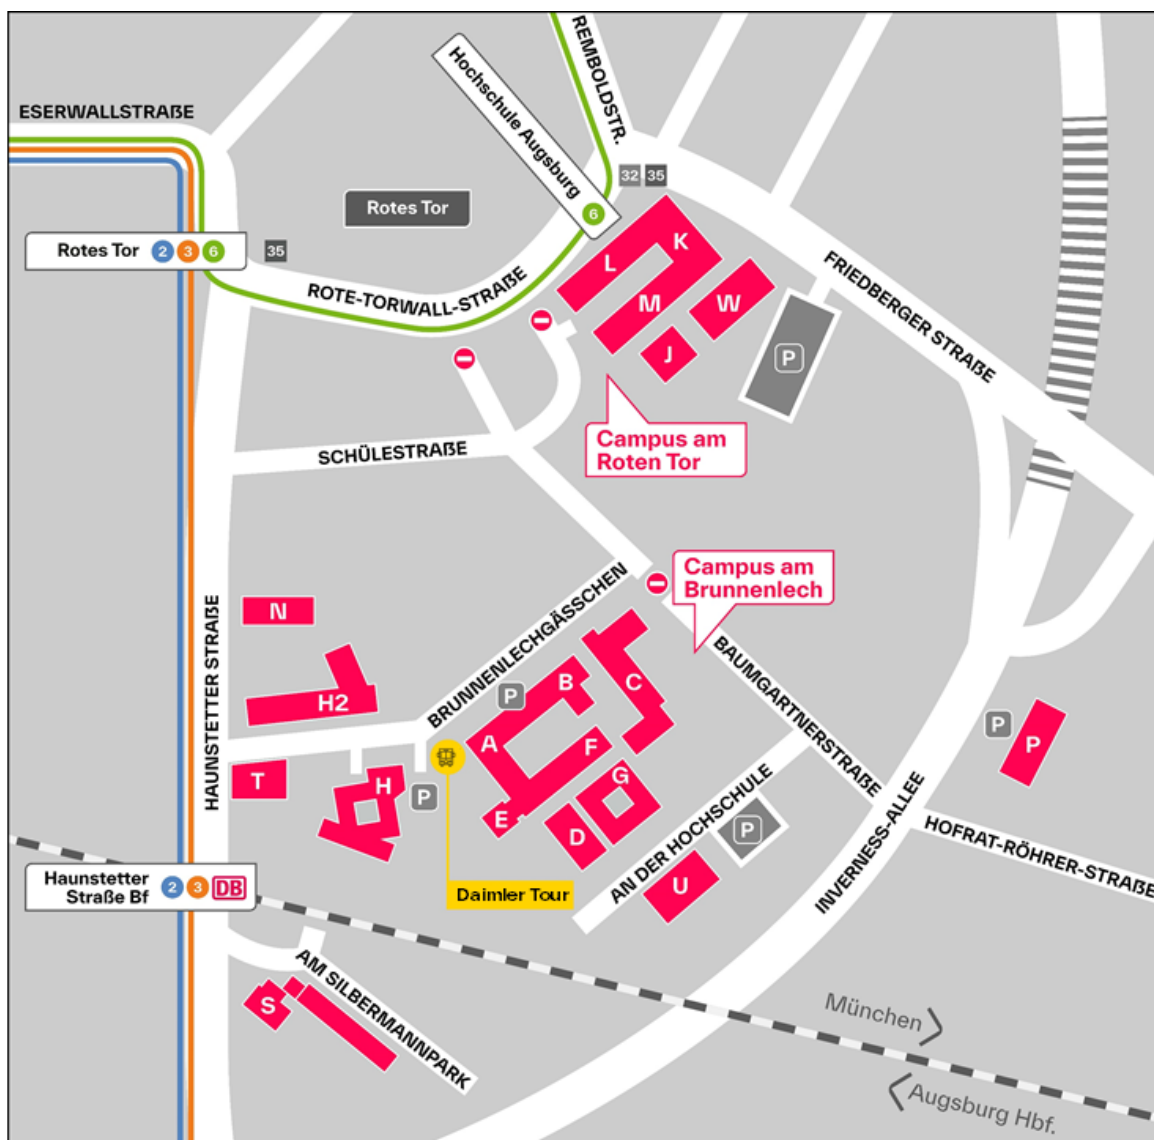 ESERWALLSTRAßE
REMBOLDSTR.
Hochschule Augsburg
6
32 35
Rotes Tor
Rotes Tor 2 3 6
35
ROTE-TORWALL-STRAßE
FRIEDBERGER STRAßE
K
L
M
W
J
P
Campus am
Roten Tor
SCHÜLESTRAßE
Campus am
Brunnenlech
HAUNSTETTER STRAßE
N
H2
BRUNNENLECHGÄSSCHEN
P
B
C
A
F
BAUMGARTNERSTRAßE
P
P
T
H
P
G
E
D
P
AN DER HOCHSCHULE
U
INVERNESS-ALLEE
HOFRAT-RÖHRER-STRAßE
Haunstetter
Straße Bf 2 3 DB
Daimler Tour
AM SILBERMANNPARK
S
München
Augsburg Hbf.